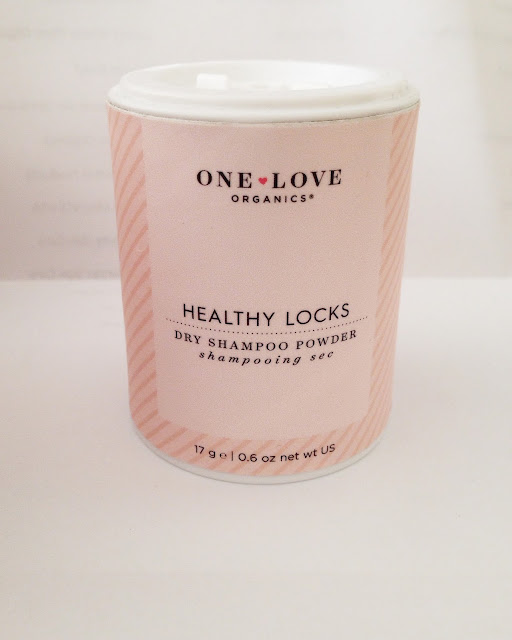 ONE ♥ LOVE
ORGANICS®
HEALTHY LOCKS
DRY SHAMPOO POWDER
shampooing sec
17 g ℮ | 0.6 oz net wt US